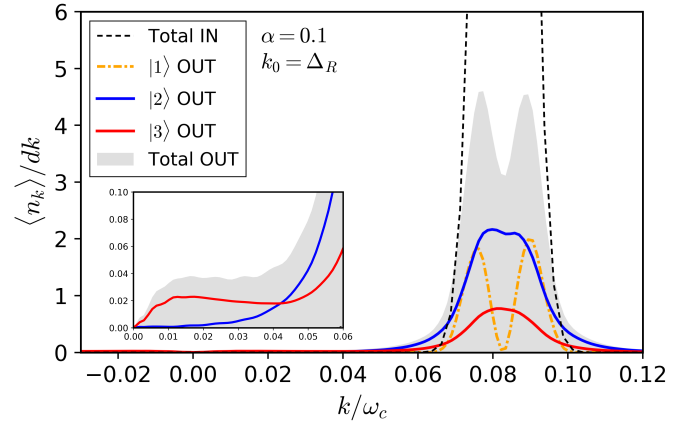 6
5
4
3
2
1
0
⟨n_k⟩/dk
Total IN
|1⟩ OUT
|2⟩ OUT
|3⟩ OUT
Total OUT
α = 0.1
k_0 = Δ_R
0.10
0.08
0.06
0.04
0.02
0.00
0.00 0.01 0.02 0.03 0.04 0.05 0.06
−0.02 0.00 0.02 0.04 0.06 0.08 0.10 0.12
k/ω_c